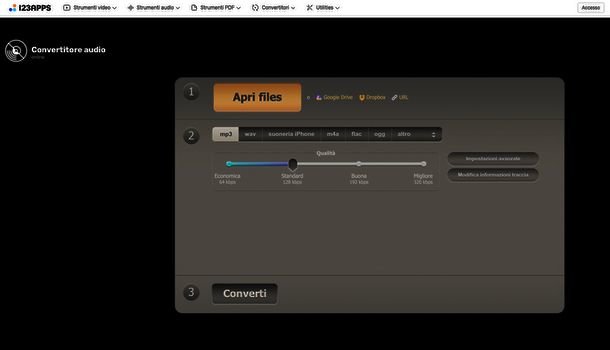 123APPS Strumenti video Strumenti audio Strumenti PDF Convertitori Utilities Accesso
Convertitore audio
online
1 Apri files o Google Drive Dropbox URL
2 mp3 wav suoneria iPhone m4a flac ogg altro
Qualità
Impostazioni avanzate
Economica Standard Buona Migliore
64 kbps 128 kbps 192 kbps 320 kbps
Modifica informazioni traccia
3 Converti